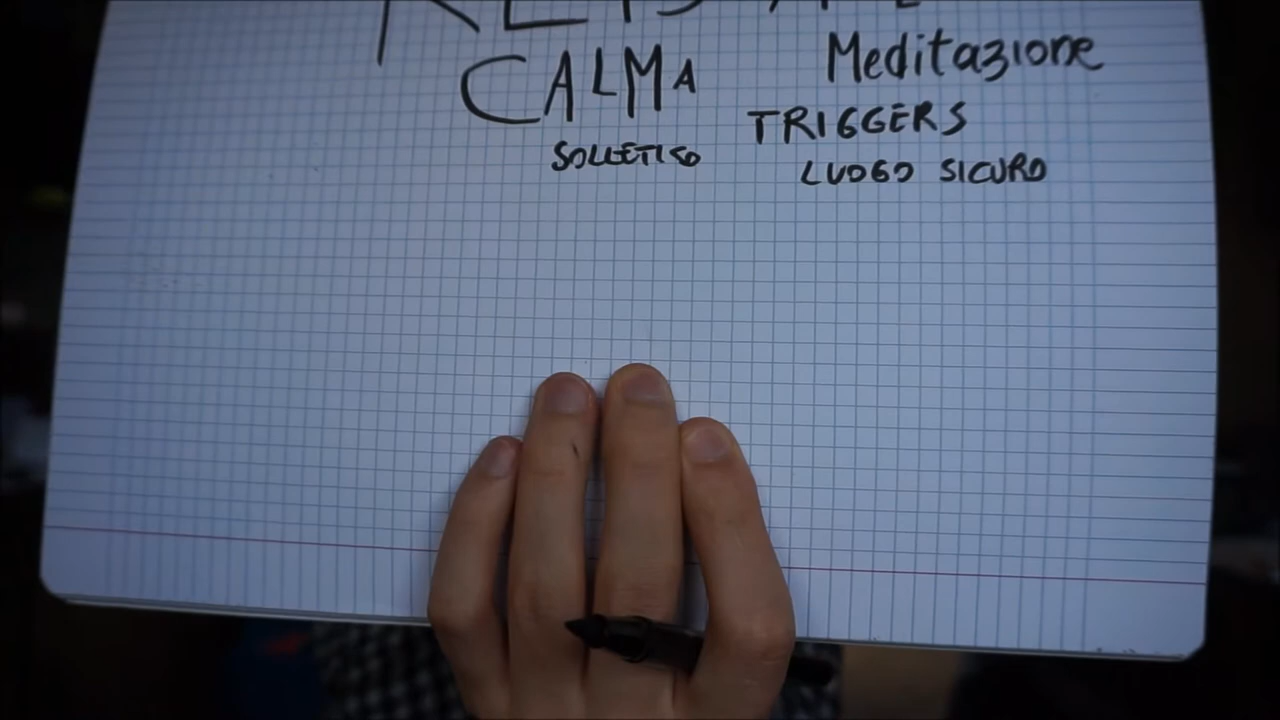 CALMA
Meditazione
TRIGGERS
SOLLETICO
LUOGO SICURO